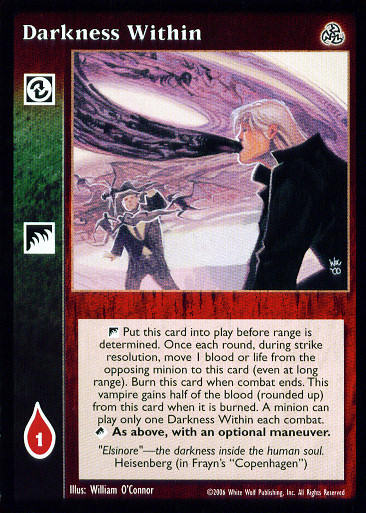 Darkness Within
WOC
'00
Put this card into play before range is
determined. Once each round, during strike
resolution, move 1 blood or life from the
opposing minion to this card (even at long
range). Burn this card when combat ends. This
vampire gains half of the blood (rounded up)
from this card when it is burned. A minion can
play only one Darkness Within each combat.
As above, with an optional maneuver.
"Elsinore"—the darkness inside the human soul.
Heisenberg (in Frayn's "Copenhagen")
1
Illus: William O'Connor
©2006 White Wolf Publishing, Inc. All Rights Reserved